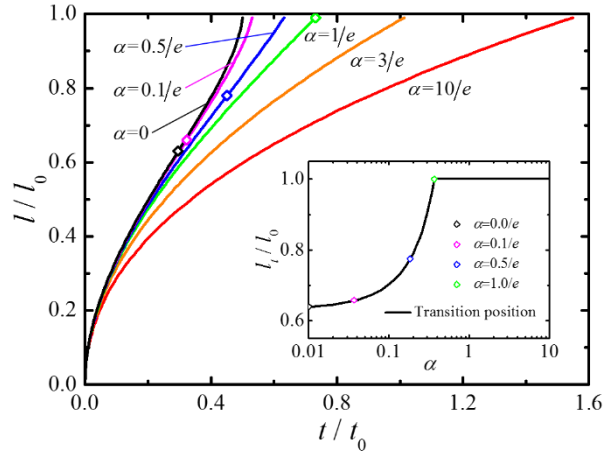 1.0
0.8
0.6
0.4
0.2
0.0
l / l₀
α=0.5/e
α=0.1/e
α=0
α=1/e
α=3/e
α=10/e
1.0
0.8
0.6
lₜ / l₀
α=0.0/e
α=0.1/e
α=0.5/e
α=1.0/e
Transition position
0.01
0.1
1
10
α
0.0
0.4
0.8
1.2
1.6
t / t₀